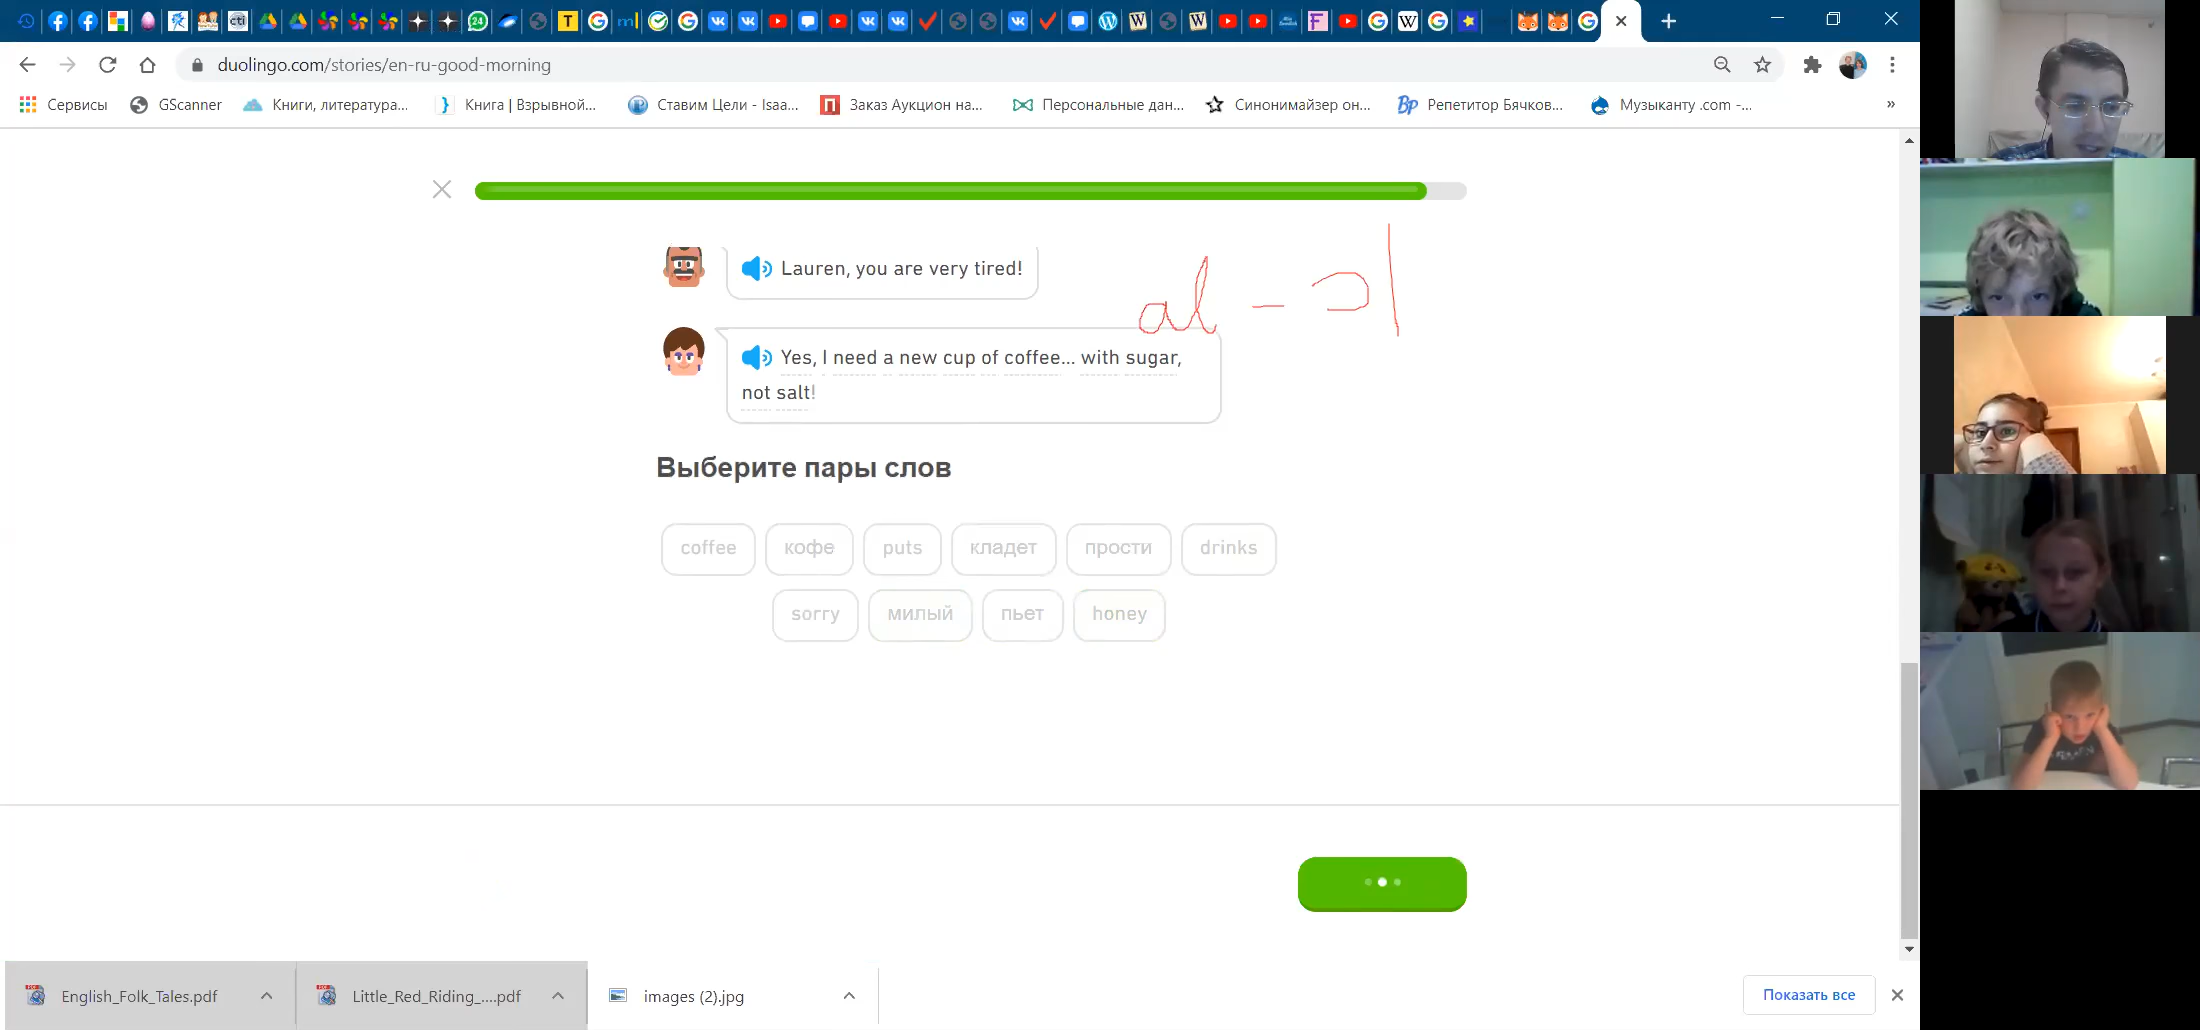 24
duolingo.com/stories/en-ru-good-morning
Сервисы GScanner Книги, литература... Книга | Взрывной... Ставим Цели - Isaa... Заказ Аукцион на... Персональные дан... Синонимайзер он... Репетитор Бячков... Музыканту .com -... »
Lauren, you are very tired!
al - ɔl
Yes, I need a new cup of coffee... with sugar,
not salt!
Выберите пары слов
coffee кофе puts кладет прости drinks
sorry милый пьет honey
English_Folk_Tales.pdf Little_Red_Riding_....pdf images (2).jpg Показать все